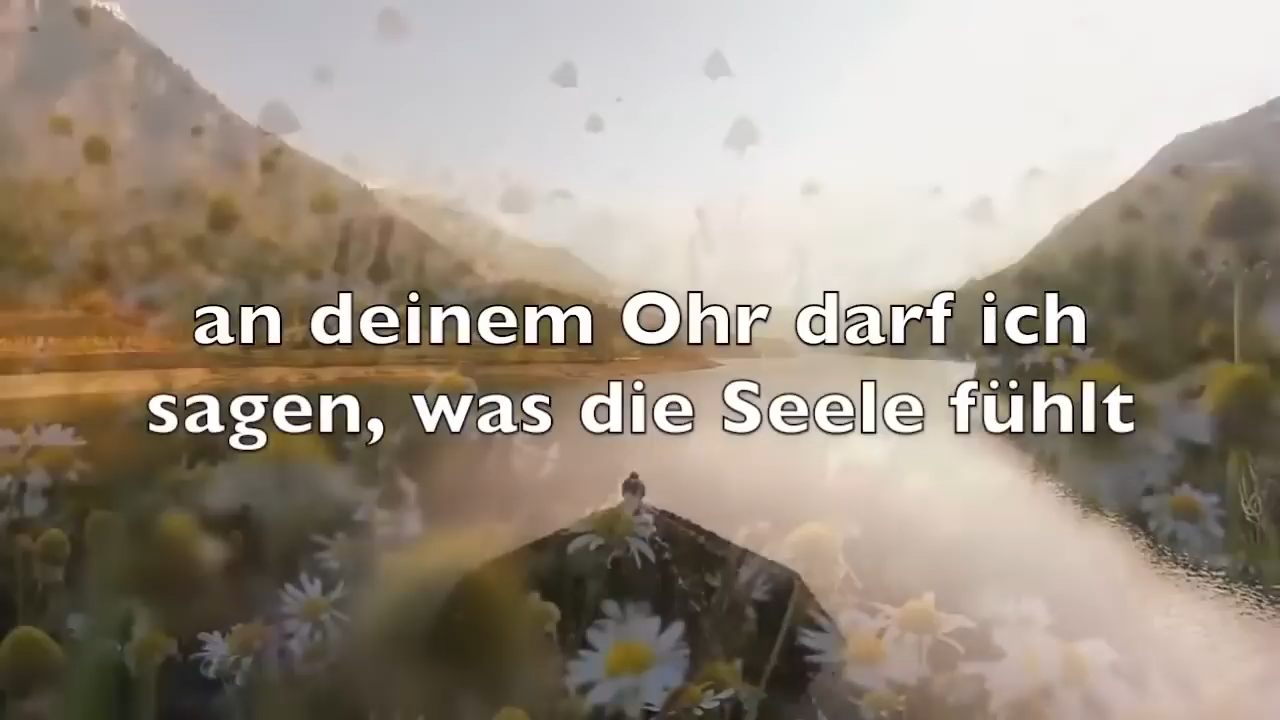 an deinem Ohr darf ich
sagen, was die Seele fühlt